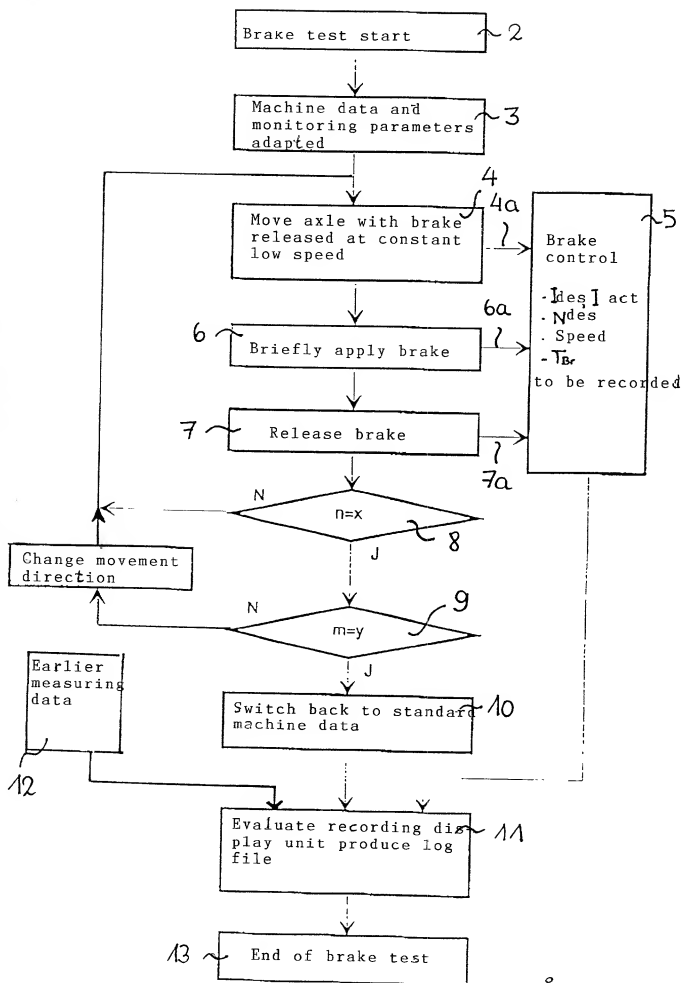 Brake test start
2
Machine data and
monitoring parameters
adapted
3
4
Move axle with brake
released at constant
low speed
4a
5
Brake
control
- Ides, I act
- Ndes
. Speed
- TBr
to be recorded
6
Briefly apply brake
6a
7
Release brake
7a
N
n=x
8
J
Change movement
direction
N
m=y
9
J
Earlier
measuring
data
12
Switch back to standard
machine data
10
Evaluate recording dis
play unit produce log
file
11
13
End of brake test